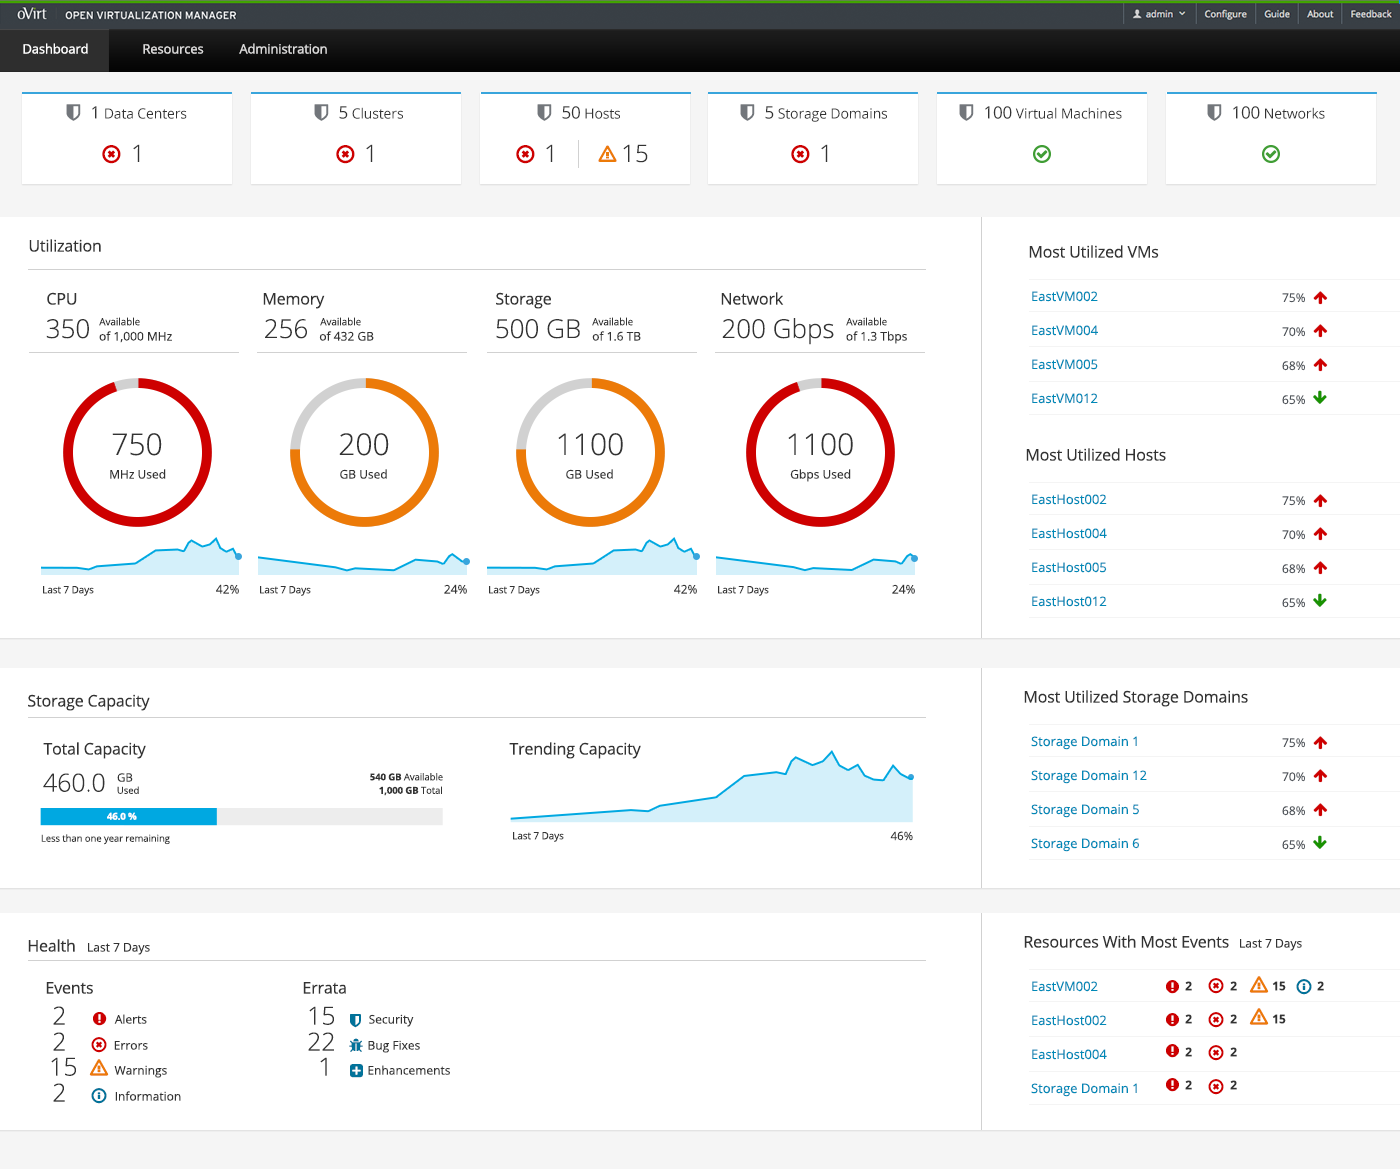 oVirt OPEN VIRTUALIZATION MANAGER admin Configure Guide About Feedback
Dashboard Resources Administration
1 Data Centers
1
5 Clusters
1
50 Hosts
1 15
5 Storage Domains
1
100 Virtual Machines
100 Networks
Utilization
CPU
350 Available
of 1,000 MHz
750
MHz Used
Last 7 Days 42%
Memory
256 Available
of 432 GB
200
GB Used
Last 7 Days 24%
Storage
500 GB Available
of 1.6 TB
1100
GB Used
Last 7 Days 42%
Network
200 Gbps Available
of 1.3 Tbps
1100
Gbps Used
Last 7 Days 24%
Most Utilized VMs
EastVM002 75%
EastVM004 70%
EastVM005 68%
EastVM012 65%
Most Utilized Hosts
EastHost002 75%
EastHost004 70%
EastHost005 68%
EastHost012 65%
Storage Capacity
Total Capacity
460.0 GB
Used
540 GB Available
1,000 GB Total
46.0 %
Less than one year remaining
Trending Capacity
Last 7 Days 46%
Most Utilized Storage Domains
Storage Domain 1 75%
Storage Domain 12 70%
Storage Domain 5 68%
Storage Domain 6 65%
Health Last 7 Days
Events
2 Alerts
2 Errors
15 Warnings
2 Information
Errata
15 Security
22 Bug Fixes
1 Enhancements
Resources With Most Events Last 7 Days
EastVM002 2 2 15 2
EastHost002 2 2 15
EastHost004 2 2
Storage Domain 1 2 2